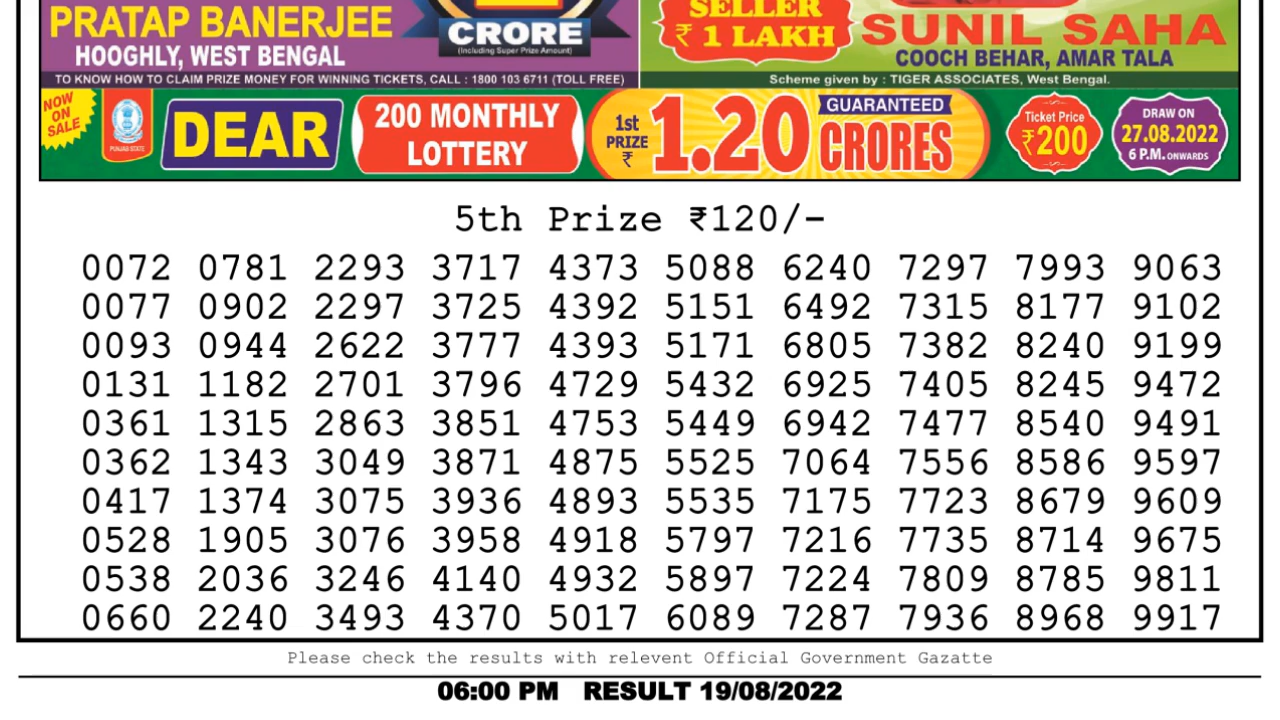 PRATAP BANERJEE
HOOGHLY, WEST BENGAL
CRORE
(Including Super Prize Amount)
SELLER
₹ 1 LAKH
SUNIL SAHA
COOCH BEHAR, AMAR TALA
TO KNOW HOW TO CLAIM PRIZE MONEY FOR WINNING TICKETS, CALL : 1800 103 6711 (TOLL FREE)
Scheme given by : TIGER ASSOCIATES, West Bengal.
NOW
ON
SALE
PUNJAB STATE
DEAR
200 MONTHLY
LOTTERY
1st
PRIZE
₹
1.20
GUARANTEED
CRORES
Ticket Price
₹200
DRAW ON
27.08.2022
6 P.M. ONWARDS
5th Prize ₹120/-
0072 0781 2293 3717 4373 5088 6240 7297 7993 9063
0077 0902 2297 3725 4392 5151 6492 7315 8177 9102
0093 0944 2622 3777 4393 5171 6805 7382 8240 9199
0131 1182 2701 3796 4729 5432 6925 7405 8245 9472
0361 1315 2863 3851 4753 5449 6942 7477 8540 9491
0362 1343 3049 3871 4875 5525 7064 7556 8586 9597
0417 1374 3075 3936 4893 5535 7175 7723 8679 9609
0528 1905 3076 3958 4918 5797 7216 7735 8714 9675
0538 2036 3246 4140 4932 5897 7224 7809 8785 9811
0660 2240 3493 4370 5017 6089 7287 7936 8968 9917
Please check the results with relevent Official Government Gazatte
06:00 PM RESULT 19/08/2022